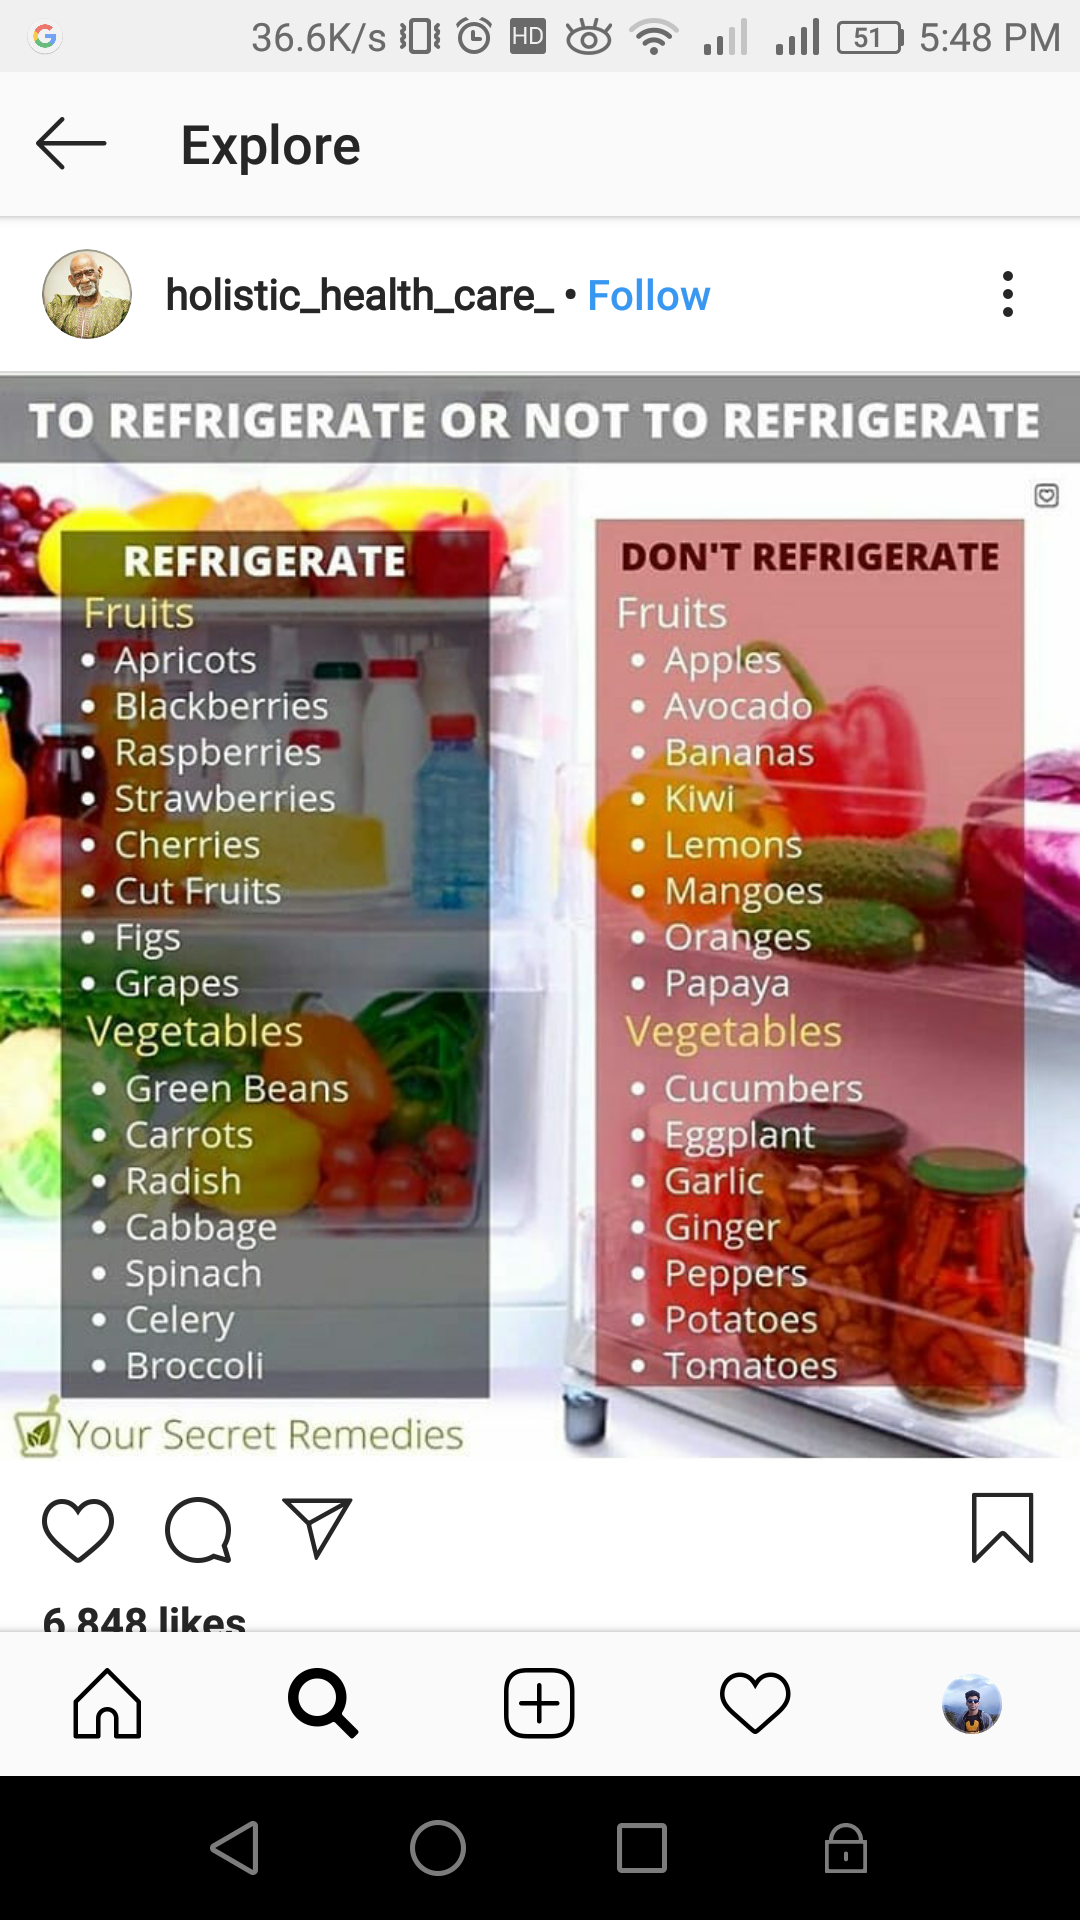 36.6K/s HD 51 5:48 PM
Explore
holistic_health_care_ • Follow
TO REFRIGERATE OR NOT TO REFRIGERATE
REFRIGERATE
Fruits
• Apricots
• Blackberries
• Raspberries
• Strawberries
• Cherries
• Cut Fruits
• Figs
• Grapes
Vegetables
• Green Beans
• Carrots
• Radish
• Cabbage
• Spinach
• Celery
• Broccoli
DON'T REFRIGERATE
Fruits
• Apples
• Avocado
• Bananas
• Kiwi
• Lemons
• Mangoes
• Oranges
• Papaya
Vegetables
• Cucumbers
• Eggplant
• Garlic
• Ginger
• Peppers
• Potatoes
• Tomatoes
Your Secret Remedies
6,848 likes